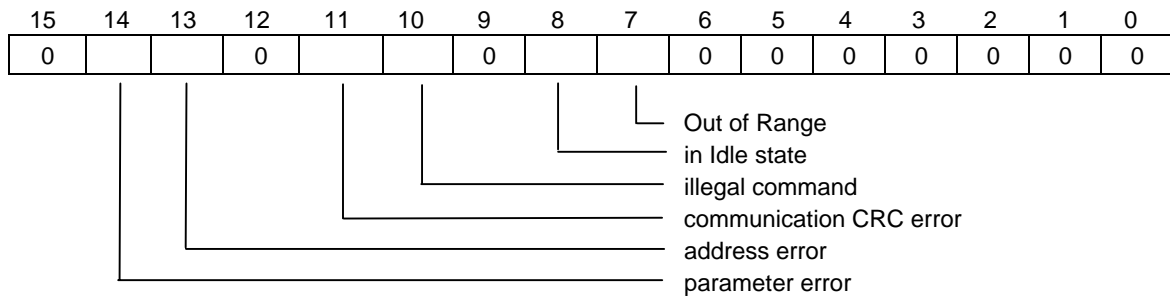 15 14 13 12 11 10 9 8 7 6 5 4 3 2 1 0
0 0 0 0 0 0 0 0 0 0
Out of Range
in Idle state
illegal command
communication CRC error
address error
parameter error